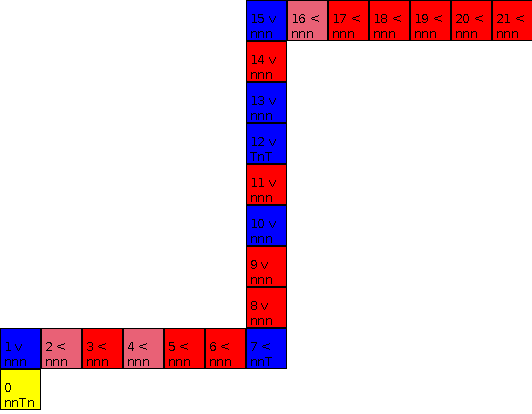 15 v
nnn
16 <
nnn
17 <
nnn
18 <
nnn
19 <
nnn
20 <
nnn
21 <
nnn
14 v
nnn
13 v
nnn
12 v
TnT
11 v
nnn
10 v
nnn
9 v
nnn
8 v
nnn
1 v
nnn
2 <
nnn
3 <
nnn
4 <
nnn
5 <
nnn
6 <
nnn
7 <
nnT
0
nnTn